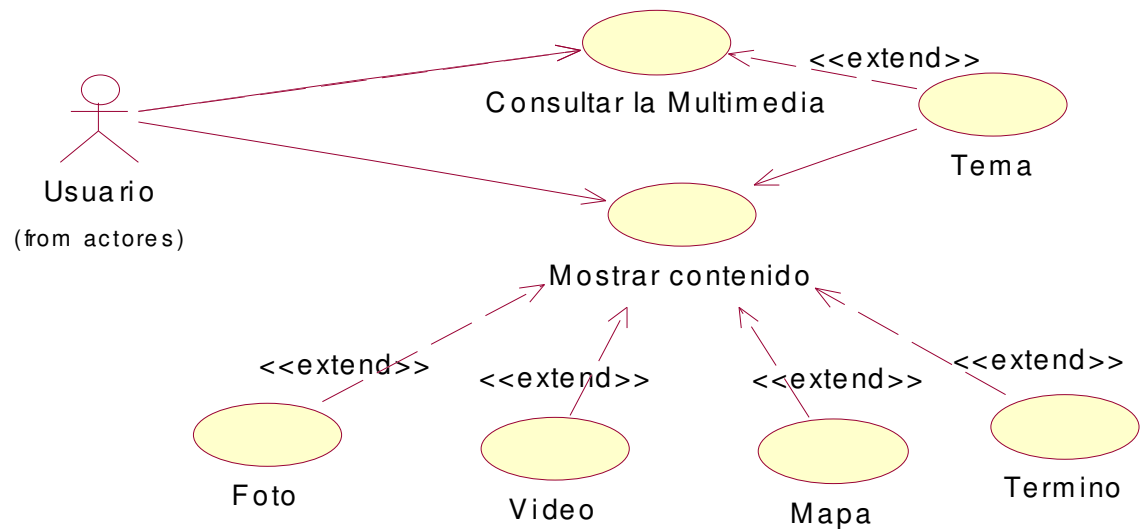 <<extend>>
Consultar la Multimedia
Tema
Usuario
(from actores)
Mostrar contenido
<<extend>>
<<extend>>
<<extend>>
<<extend>>
Foto
Video
Mapa
Termino